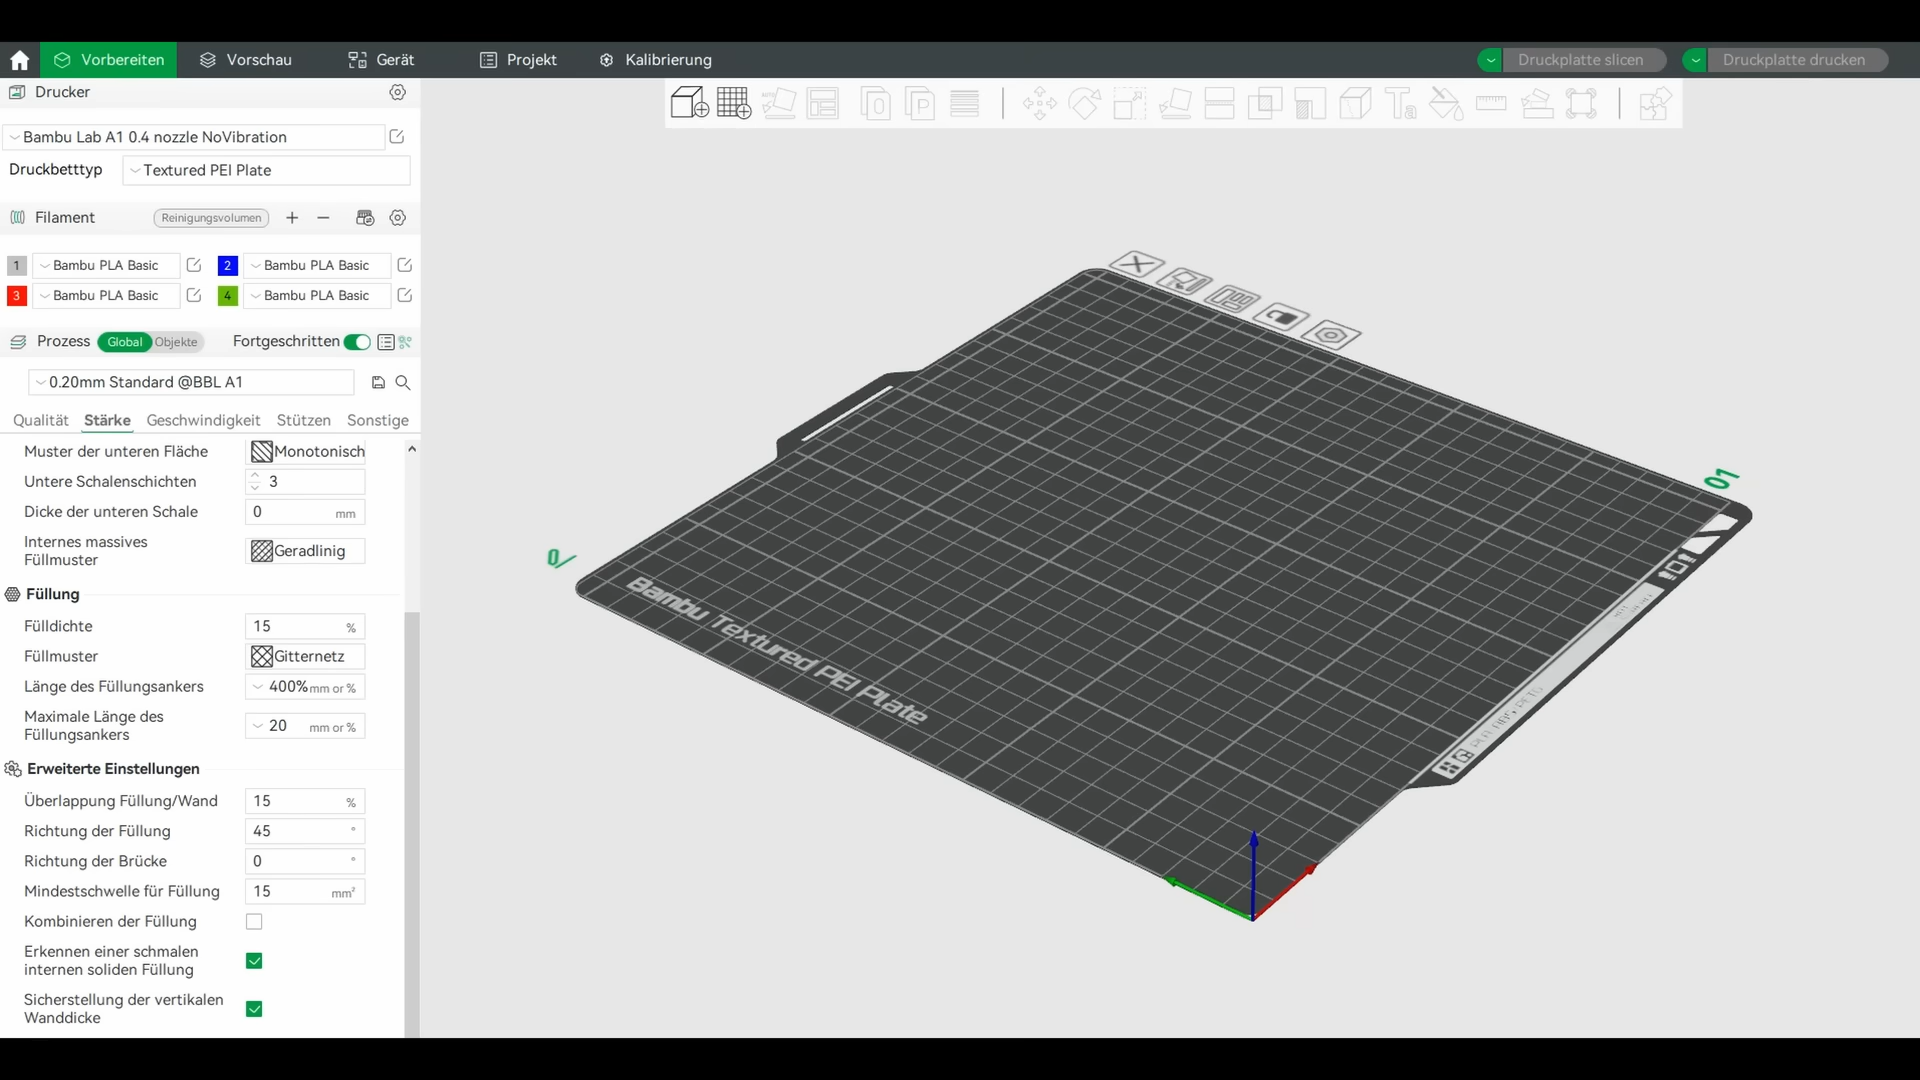 Vorbereiten
Vorschau
Gerät
Projekt
Kalibrierung
Druckplatte slicen
Druckplatte drucken
Drucker
Bambu Lab A1 0.4 nozzle NoVibration
Druckbetttyp
Textured PEI Plate
Filament
Reinigungsvolumen
1 Bambu PLA Basic
2 Bambu PLA Basic
3 Bambu PLA Basic
4 Bambu PLA Basic
Prozess
Global
Objekte
Fortgeschritten
0.20mm Standard @BBL A1
Qualität
Stärke
Geschwindigkeit
Stützen
Sonstige
Muster der unteren Fläche
Monotonisch
Untere Schalenschichten
3
Dicke der unteren Schale
0 mm
Internes massives
Füllmuster
Geradlinig
Füllung
Fülldichte
15 %
Füllmuster
Gitternetz
Länge des Füllungsankers
400% mm or %
Maximale Länge des
Füllungsankers
20 mm or %
Erweiterte Einstellungen
Überlappung Füllung/Wand
15 %
Richtung der Füllung
45 °
Richtung der Brücke
0 °
Mindestschwelle für Füllung
15 mm²
Kombinieren der Füllung
Erkennen einer schmalen
internen soliden Füllung
Sicherstellung der vertikalen
Wanddicke
01
Bambu Textured PEI Plate